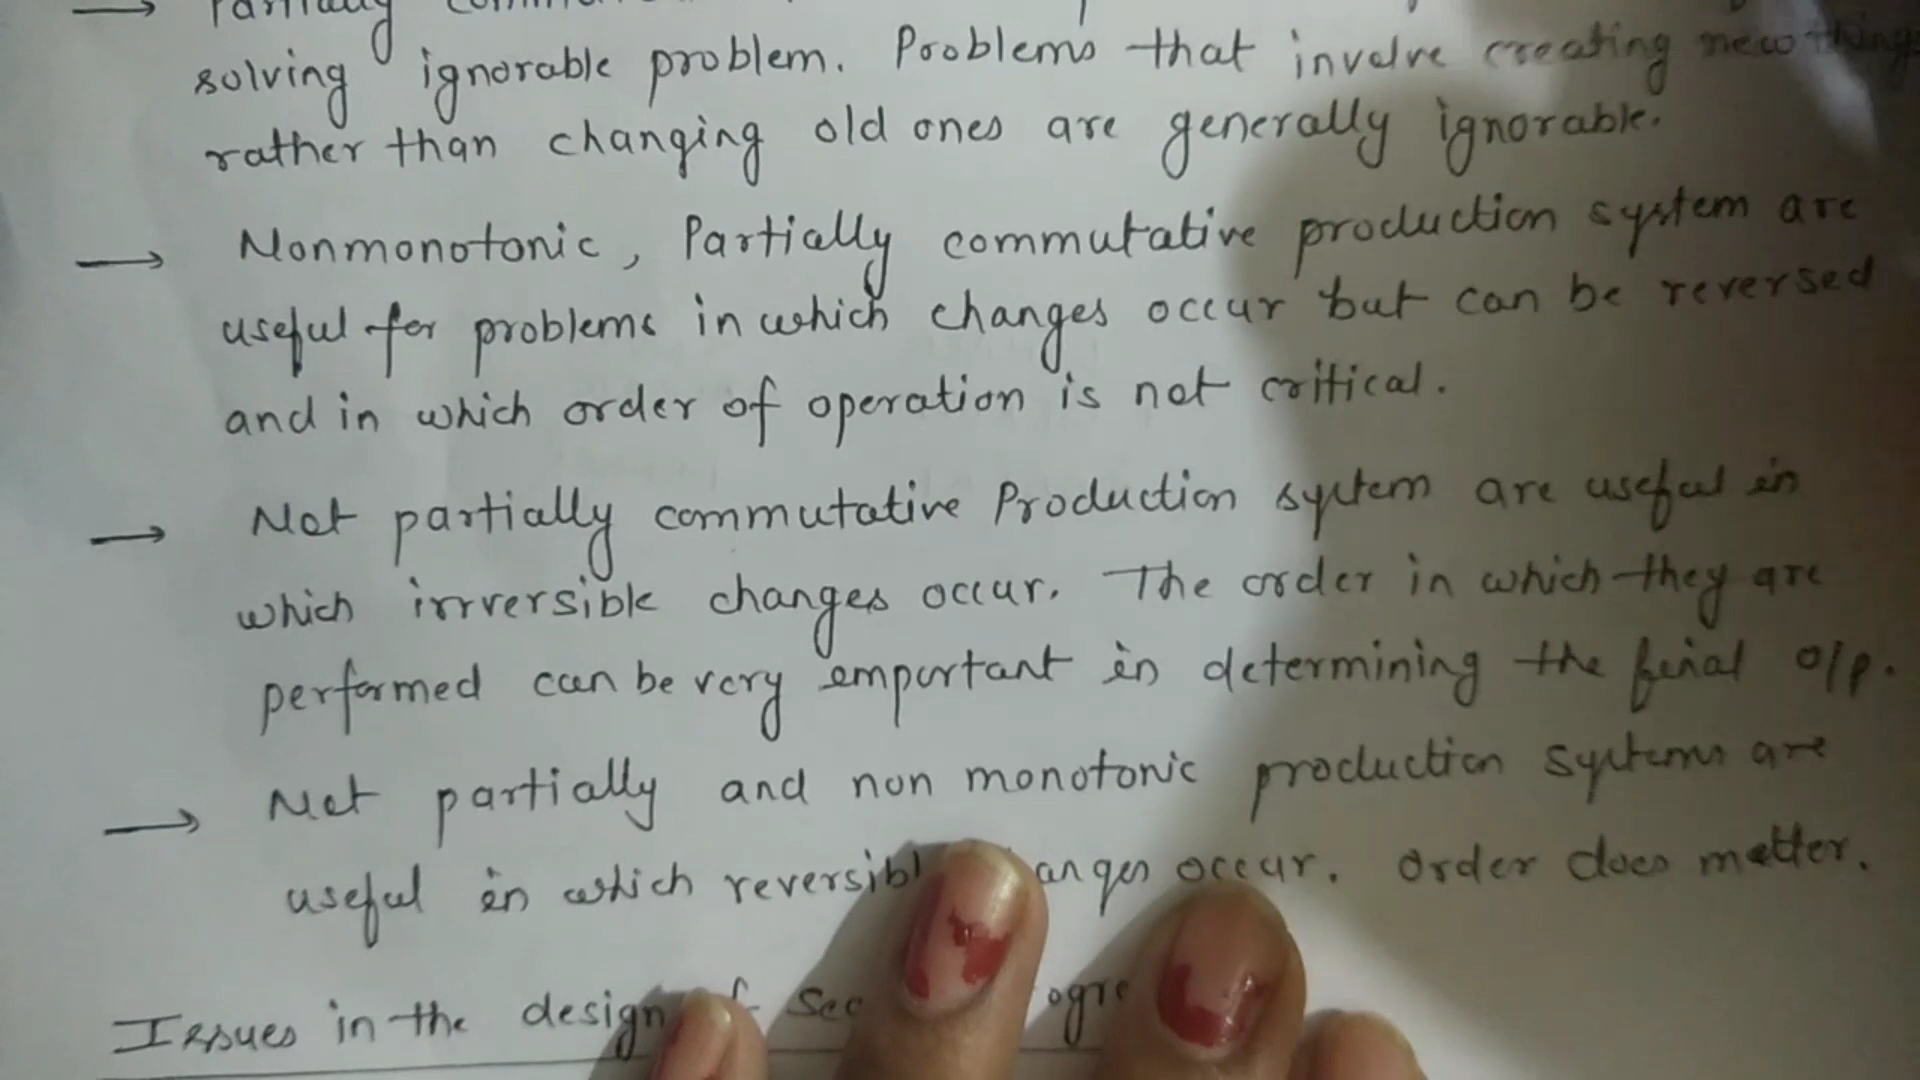 solving ignorable problem. Problems that involve creating new things
rather than changing old ones are generally ignorable.
Nonmonotonic, Partially commutative production system are
useful for problems in which changes occur but can be reversed
and in which order of operation is not critical.
Not partially commutative Production system are useful in
which irrversible changes occur. The order in which they are
performed can be very important in determining the final o/p.
Not partially and non monotonic production systems are
useful in which reversibl anges occur. Order does matter.
Issues in the design